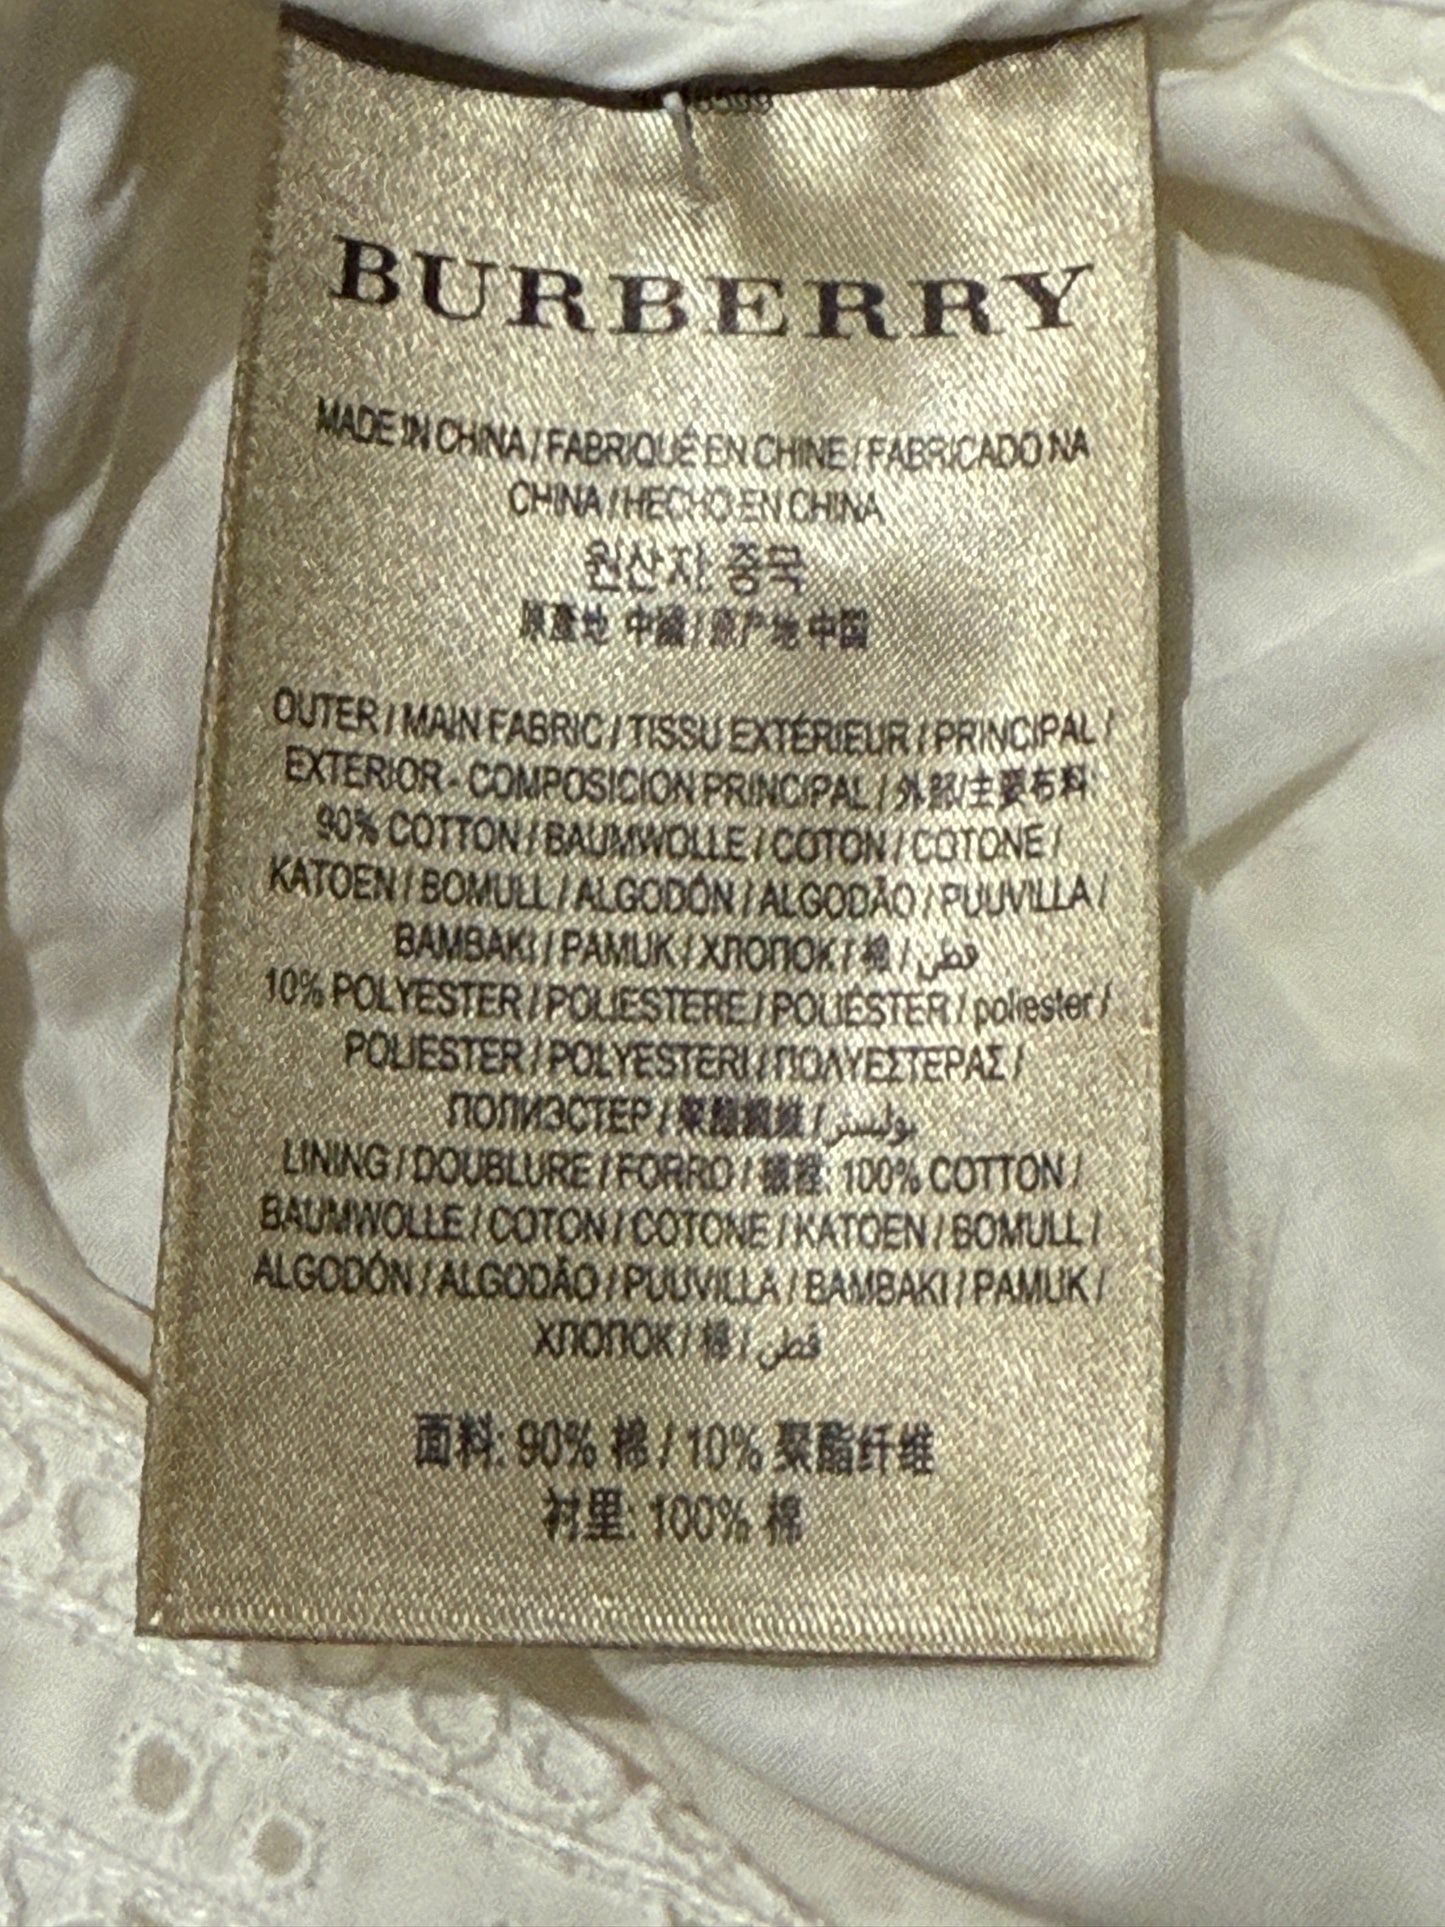 BURBERRY
MADE IN CHINA / FABRIQUÉ EN CHINE / FABRICADO NA
CHINA / HECHO EN CHINA
원산지: 중국
原產地 中國 / 原产地 中国
OUTER / MAIN FABRIC / TISSU EXTÉRIEUR / PRINCIPAL /
EXTERIOR - COMPOSICION PRINCIPAL / 外部/主要布料:
90% COTTON / BAUMWOLLE / COTON / COTONE /
KATOEN / BOMULL / ALGODÓN / ALGODÃO / PUUVILLA /
BAMBAKI / PAMUK / ХЛОПОК / 棉 / قطن
10% POLYESTER / POLIESTERE / POLIÉSTER / poliester /
POLIESTER / POLYESTERI / ΠΟΛΥΕΣΤΕΡΑΣ /
ПОЛИЭСТЕР / 聚酯纖維 / بوليستر
LINING / DOUBLURE / FORRO / : 100% COTTON /
BAUMWOLLE / COTON / COTONE / KATOEN / BOMULL /
ALGODÓN / ALGODÃO / PUUVILLA / BAMBAKI / PAMUK /
ХЛОПОК / 棉 / قطن
面料: 90% 棉 / 10% 聚酯纤维
衬里: 100% 棉